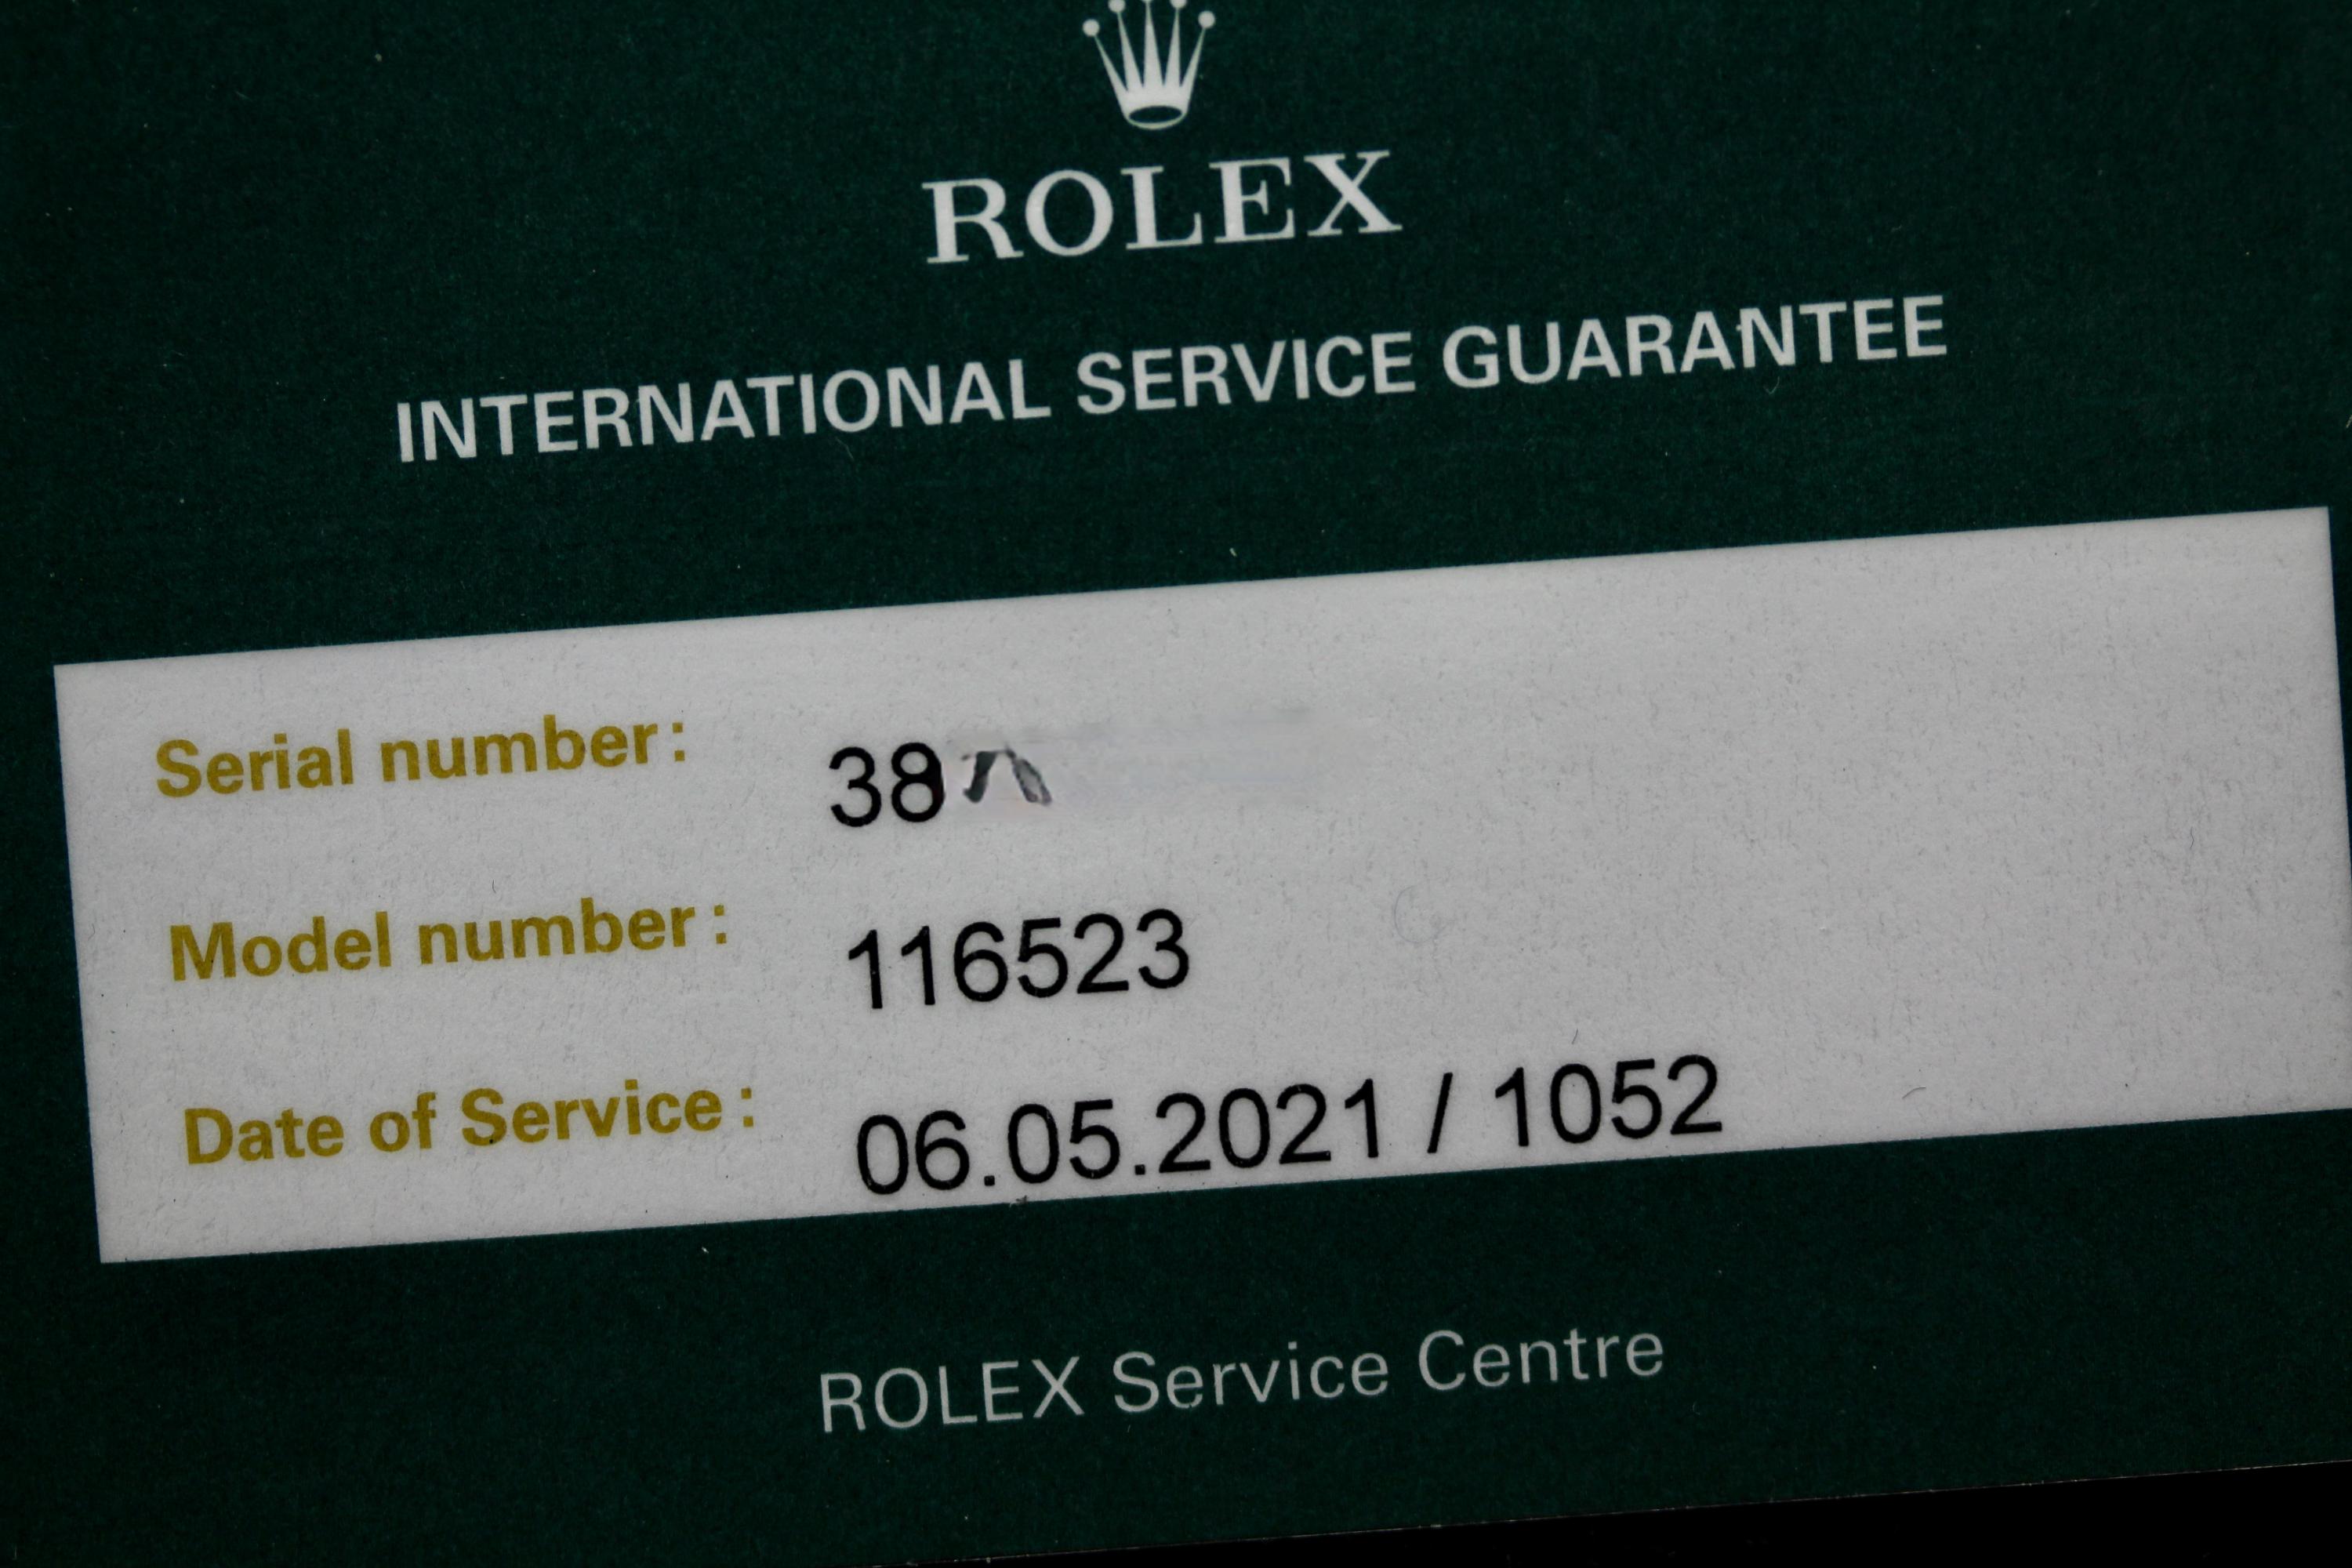 ROLEX
INTERNATIONAL SERVICE GUARANTEE
Serial number: 38
Model number: 116523
Date of Service: 06.05.2021 / 1052
ROLEX Service Centre